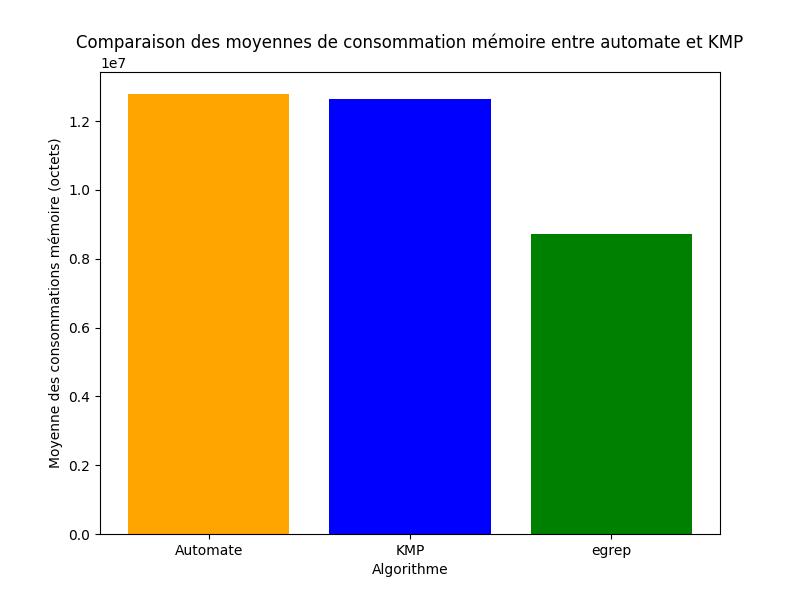 Comparaison des moyennes de consommation mémoire entre automate et KMP
1e7
Moyenne des consommations mémoire (octets)
1.2
1.0
0.8
0.6
0.4
0.2
0.0
Automate KMP egrep
Algorithme